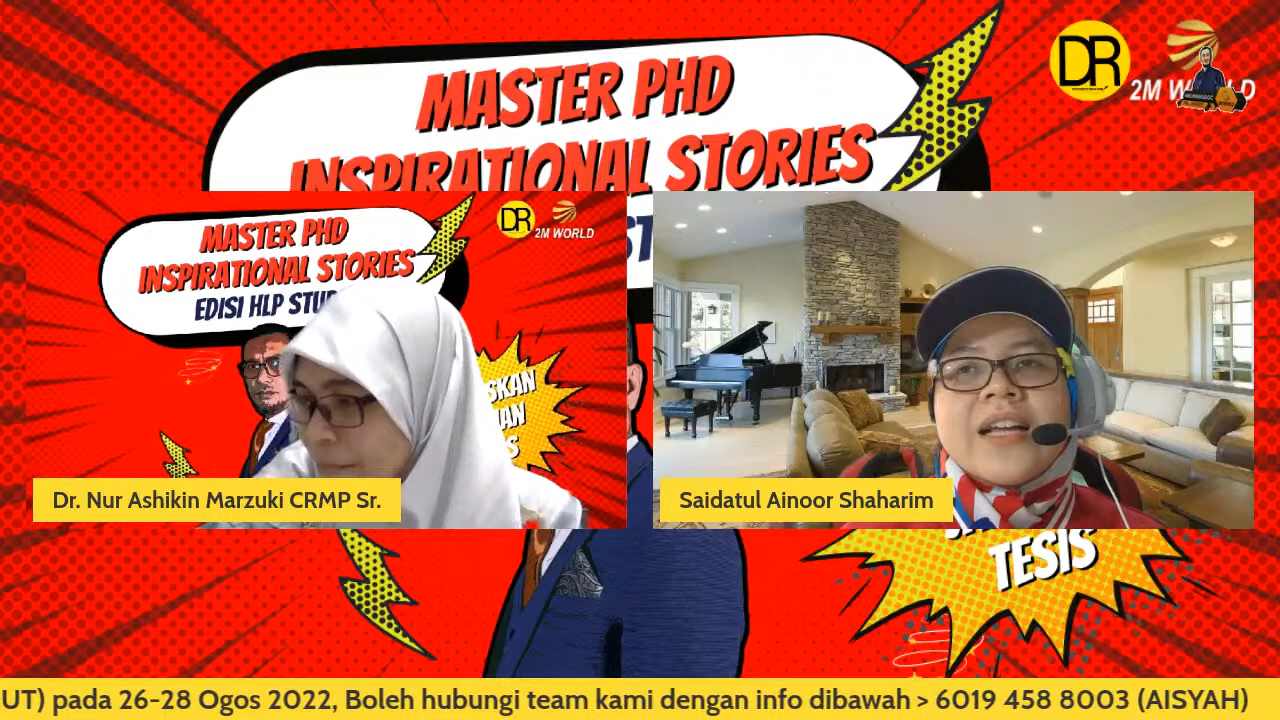 MASTER PHD
INSPIRATIONAL STORIES
DR
2M W
D
MASTER PHD
INSPIRATIONAL STORIES
EDISI HLP STU
DR
2M WORLD
SKAN
Dr. Nur Ashikin Marzuki CRMP Sr.
Saidatul Ainoor Shaharim
TESIS
UT) pada 26-28 Ogos 2022, Boleh hubungi team kami dengan info dibawah > 6019 458 8003 (AISYAH)